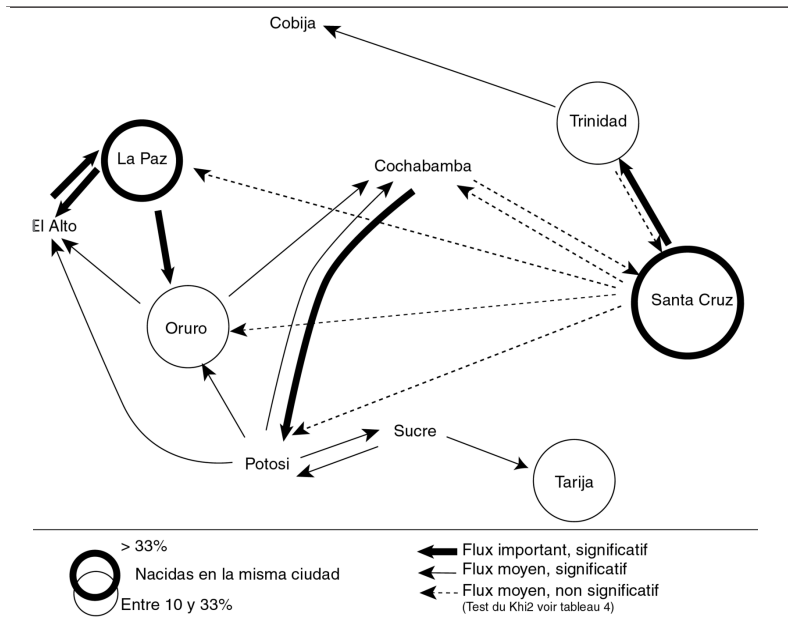 Cobija
Trinidad
La Paz
Cochabamba
El Alto
Santa Cruz
Oruro
Sucre
Potosi
Tarija
> 33%
Nacidas en la misma ciudad
Entre 10 y 33%
Flux important, significatif
Flux moyen, significatif
Flux moyen, non significatif
(Test du Khi2 voir tableau 4)